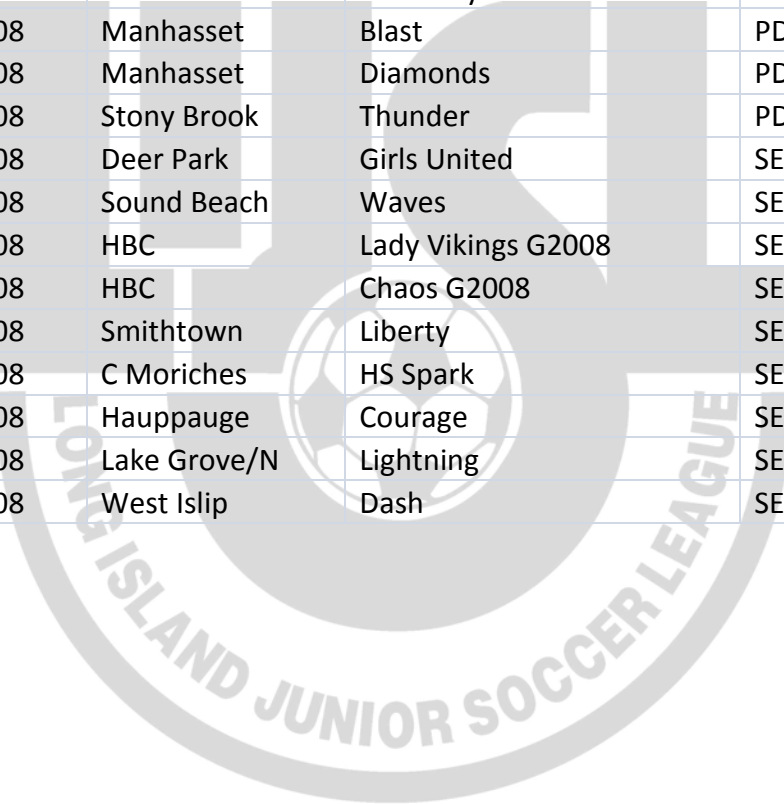 08 Manhasset Blast PD
08 Manhasset Diamonds PD
08 Stony Brook Thunder PD
08 Deer Park Girls United SE
08 Sound Beach Waves SE
08 HBC Lady Vikings G2008 SE
08 HBC Chaos G2008 SE
08 Smithtown Liberty SE
08 C Moriches HS Spark SE
08 Hauppauge Courage SE
08 Lake Grove/N Lightning SE
08 West Islip Dash SE
LONG ISLAND JUNIOR SOCCER LEAGUE